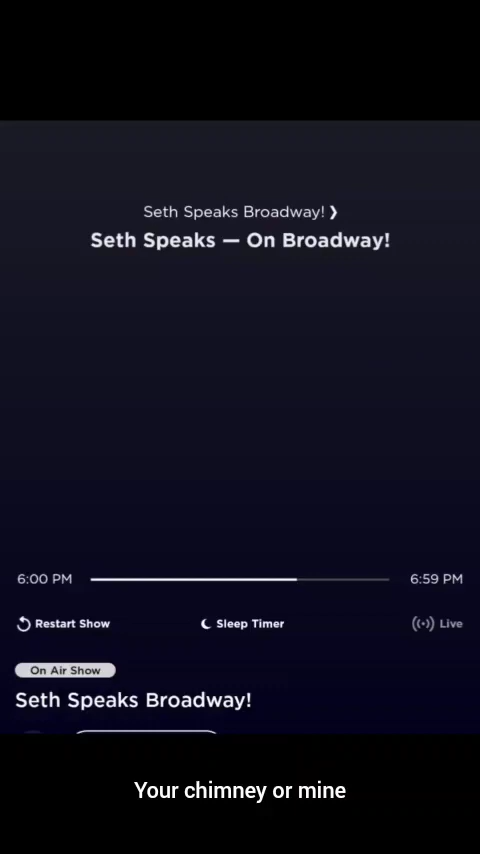 Seth Speaks Broadway! ❯
Seth Speaks — On Broadway!
6:00 PM 6:59 PM
Restart Show Sleep Timer Live
On Air Show
Seth Speaks Broadway!
Your chimney or mine